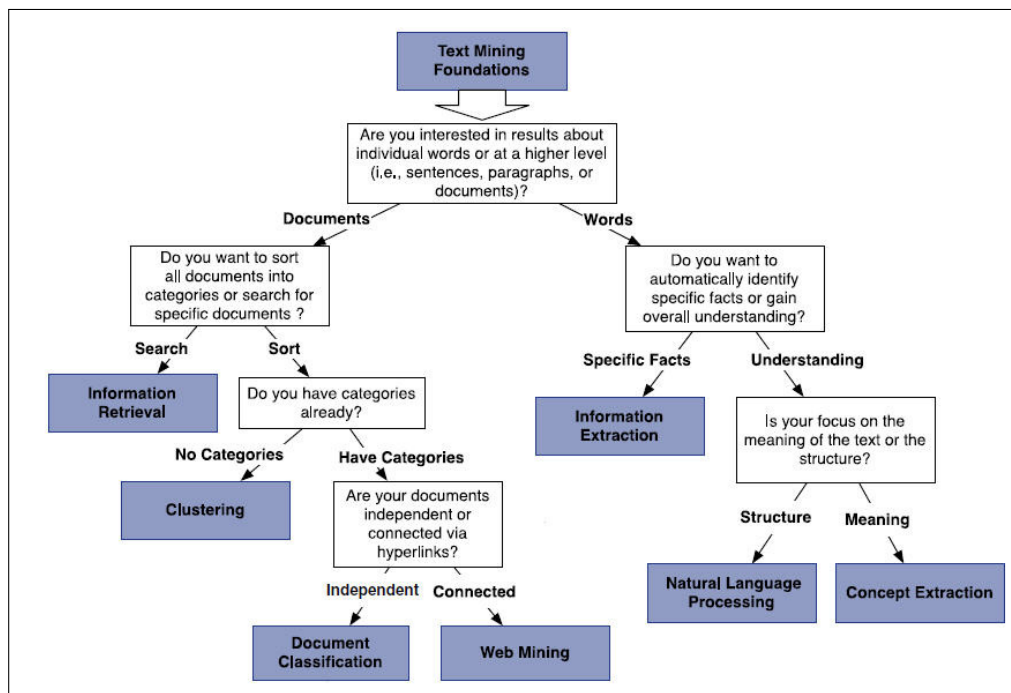 Text Mining
Foundations
Are you interested in results about
individual words or at a higher level
(i.e., sentences, paragraphs, or
documents)?
Documents
Words
Do you want to sort
all documents into
categories or search for
specific documents ?
Do you want to
automatically identify
specific facts or gain
overall understanding?
Search
Sort
Specific Facts
Understanding
Information
Retrieval
Do you have categories
already?
Information
Extraction
Is your focus on the
meaning of the text or the
structure?
No Categories
Have Categories
Clustering
Are your documents
independent or
connected via
hyperlinks?
Structure
Meaning
Natural Language
Processing
Concept Extraction
Independent
Connected
Document
Classification
Web Mining